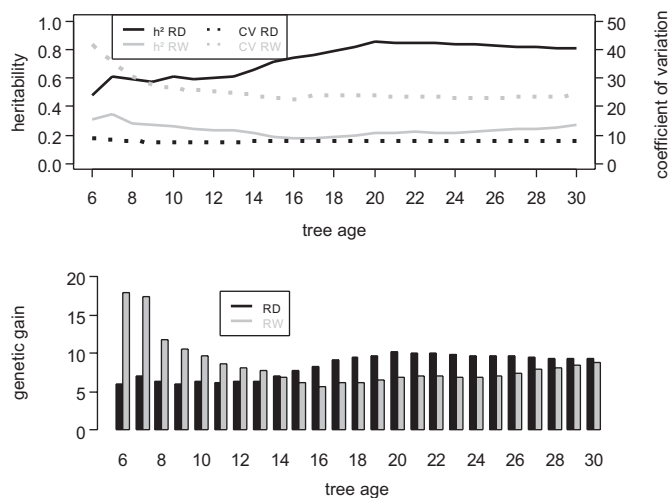 h² RD CV RD
h² RW CV RW
heritability
1.0
0.8
0.6
0.4
0.2
0.0
50
40
30
20
10
0
coefficient of variation
6 8 10 12 14 16 18 20 22 24 26 28 30
tree age
genetic gain
20
15
10
5
0
RD
RW
6 8 10 12 14 16 18 20 22 24 26 28 30
tree age